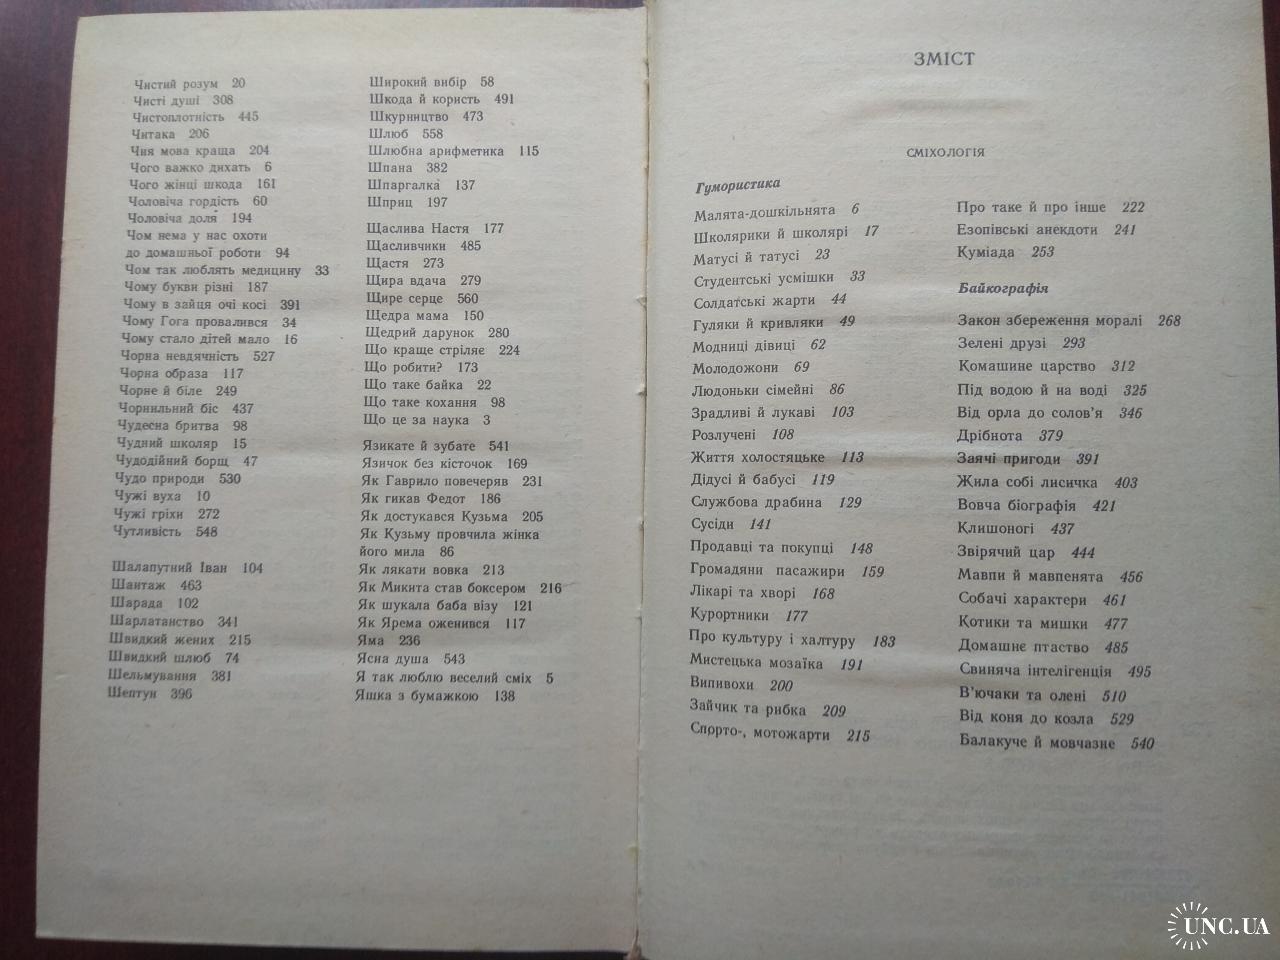 Чистий розум 20
Чисті душі 308
Чистоплотність 445
Читака 206
Чия мова краща 204
Чого важко дихать 6
Чого жінці шкода 161
Чоловіча гордість 60
Чоловіча доля 194
Чом нема у нас охоти
до домашньої роботи 94
Чом так люблять медицину 33
Чому букви різні 187
Чому в зайця очі косі 391
Чому Гога провалився 34
Чому стало дітей мало 16
Чорна невдячність 527
Чорна образа 117
Чорне й біле 249
Чорнильний біс 437
Чудесна бритва 98
Чудний школяр 15
Чудодійний борщ 47
Чудо природи 530
Чужі вуха 10
Чужі гріхи 272
Чутливість 548
Шалапутний Іван 104
Шантаж 463
Шарада 102
Шарлатанство 341
Швидкий жених 215
Швидкий шлюб 74
Шельмування 381
Шептун 396
Широкий вибір 58
Шкода й користь 491
Шкурництво 473
Шлюб 558
Шлюбна арифметика 115
Шпана 382
Шпаргалка 137
Шприц 197
Щаслива Настя 177
Щасливчики 485
Щастя 273
Щира вдача 279
Щире серце 560
Щедра мама 150
Щедрий дарунок 280
Що краще стріляє 224
Що робити? 173
Що таке байка 22
Що таке кохання 98
Що це за наука 3
Язикате й зубате 541
Язичок без кісточок 169
Як Гаврило повечеряв 231
Як гикав Федот 186
Як достукався Кузьма 205
Як Кузьму провчила жінка
його мила 86
Як лякати вовка 213
Як Микита став боксером 216
Як шукала баба візу 121
Як Ярема оженився 117
Яма 236
Ясна душа 543
Я так люблю веселий сміх 5
Яшка з бумажкою 138
ЗМІСТ
СМІХОЛОГІЯ
Гумористика
Малята-дошкільнята 6
Школярики й школярі 17
Матусі й татусі 23
Студентські усмішки 33
Солдатські жарти 44
Гуляки й кривляки 49
Модниці дівиці 62
Молодожони 69
Людоньки сімейні 86
Зрадливі й лукаві 103
Розлучені 108
Життя холостяцьке 113
Дідусі й бабусі 119
Службова драбина 129
Сусіди 141
Продавці та покупці 148
Громадяни пасажири 159
Лікарі та хворі 168
Курортники 177
Про культуру і халтуру 183
Мистецька мозаїка 191
Випивохи 200
Зайчик та рибка 209
Спорто-, мотожарти 215
Про таке й про інше 222
Езопівські анекдоти 241
Куміада 253
Байкографія
Закон збереження моралі 268
Зелені друзі 293
Комашине царство 312
Під водою й на воді 325
Від орла до солов'я 346
Дрібнота 379
Заячі пригоди 391
Жила собі лисичка 403
Вовча біографія 421
Клишоногі 437
Звірячий цар 444
Мавпи й мавпенята 456
Собачі характери 461
Котики та мишки 477
Домашнє птаство 485
Свиняча інтелігенція 495
В'ючаки та олені 510
Від коня до козла 529
Балакуче й мовчазне 540
UNC.UA